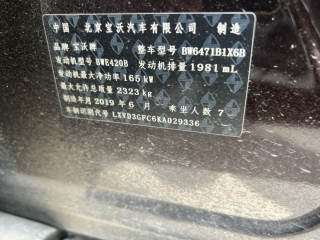 中国 北京宝沃汽车有限公司 制造
品牌 宝沃牌 整车型号 BW6471B1X6B
发动机型号 BWE420B 发动机排量 1981 mL
发动机最大净功率 165 kW
最大允许总质量 2323 kg
制造年月 2019 年 6 月 乘坐人数 7
车辆识别代号 LXVD3GFC6KA029336